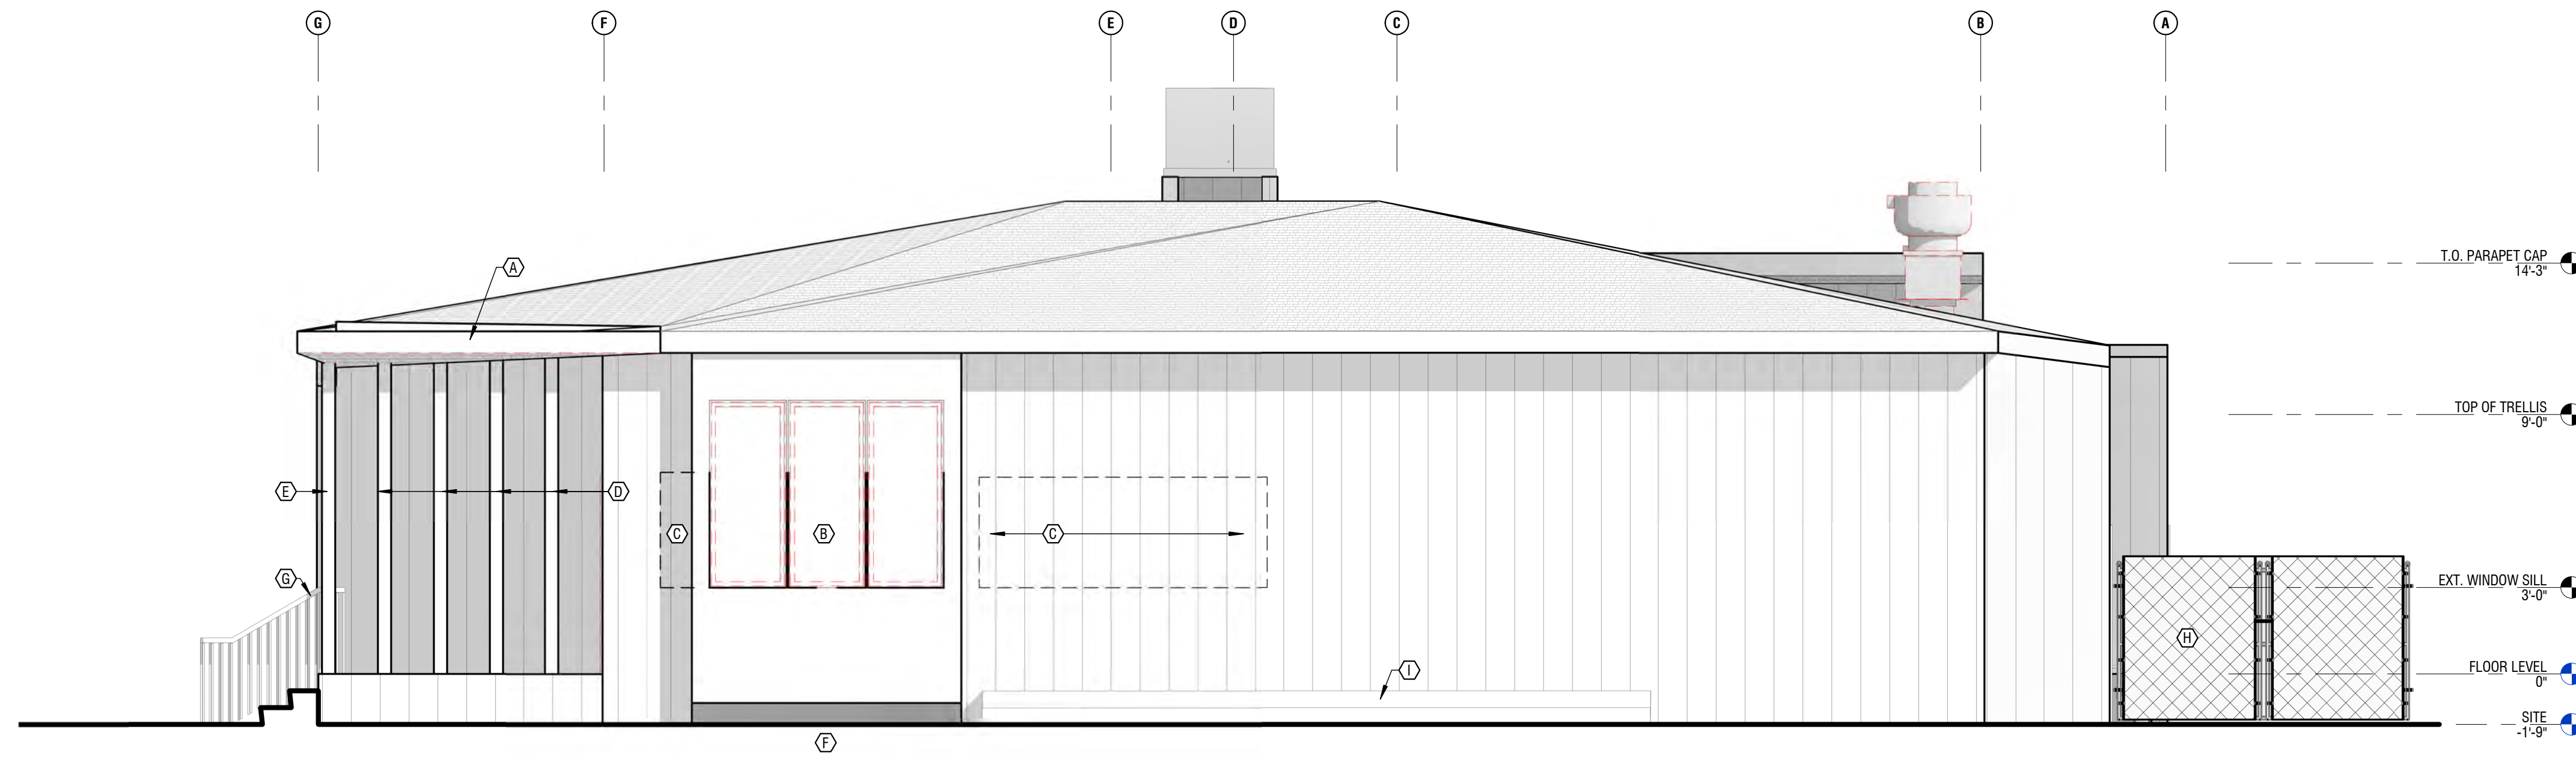 G
F
E
D
C
B
A
A
T.O. PARAPET CAP
14'-3"
TOP OF TRELLIS
9'-0"
E
D
C
B
C
G
EXT. WINDOW SILL
3'-0"
H
I
FLOOR LEVEL
0"
SITE
-1'-9"
F